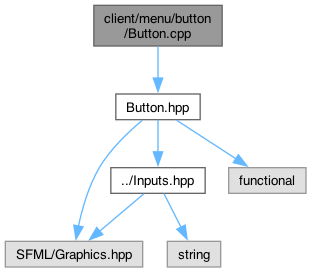 client/menu/button
/Button.cpp
Button.hpp
../Inputs.hpp
functional
SFML/Graphics.hpp
string